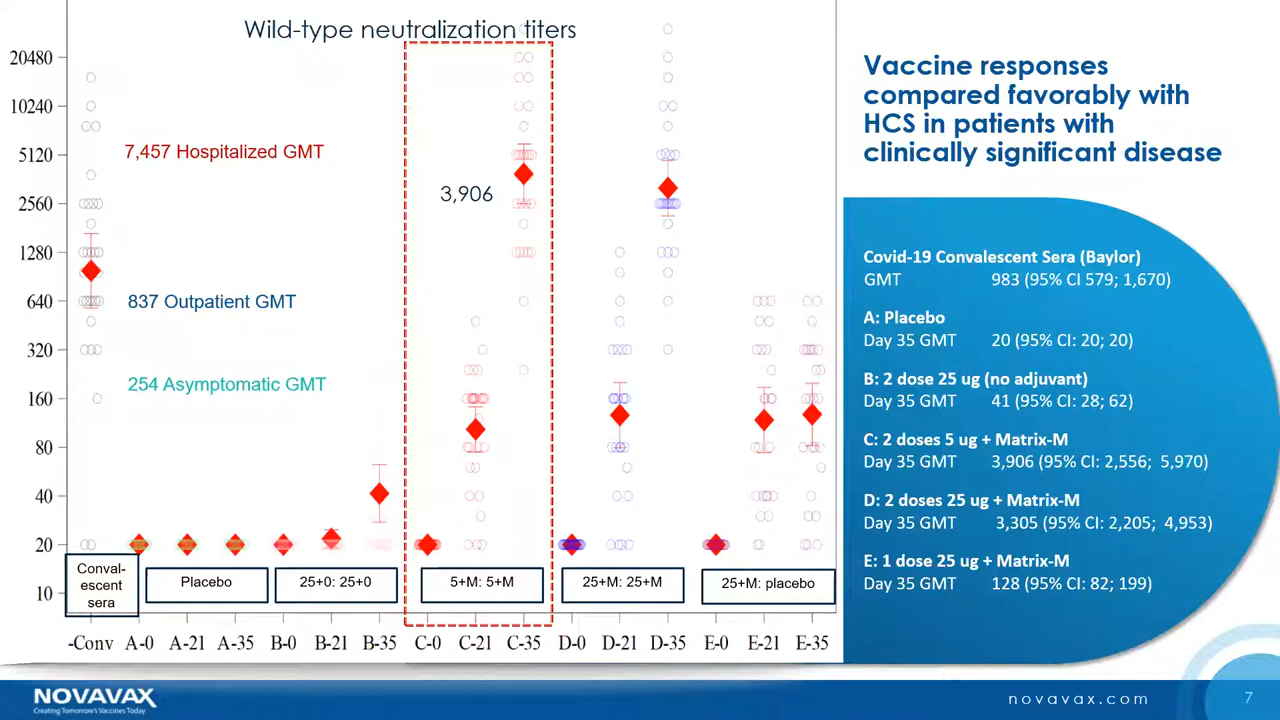 Wild-type neutralization titers
20480
10240
5120
2560
1280
640
320
160
80
40
20
10
7,457 Hospitalized GMT
3,906
837 Outpatient GMT
254 Asymptomatic GMT
Conval-
escent
sera
Placebo
25+0: 25+0
5+M: 5+M
25+M: 25+M
25+M: placebo
-Conv A-0 A-21 A-35 B-0 B-21 B-35 C-0 C-21 C-35 D-0 D-21 D-35 E-0 E-21 E-35
Vaccine responses
compared favorably with
HCS in patients with
clinically significant disease
Covid-19 Convalescent Sera (Baylor)
GMT 983 (95% CI 579; 1,670)
A: Placebo
Day 35 GMT 20 (95% CI: 20; 20)
B: 2 dose 25 ug (no adjuvant)
Day 35 GMT 41 (95% CI: 28; 62)
C: 2 doses 5 ug + Matrix-M
Day 35 GMT 3,906 (95% CI: 2,556; 5,970)
D: 2 doses 25 ug + Matrix-M
Day 35 GMT 3,305 (95% CI: 2,205; 4,953)
E: 1 dose 25 ug + Matrix-M
Day 35 GMT 128 (95% CI: 82; 199)
NOVAVAX
Creating Tomorrow's Vaccines Today
novavax.com
7